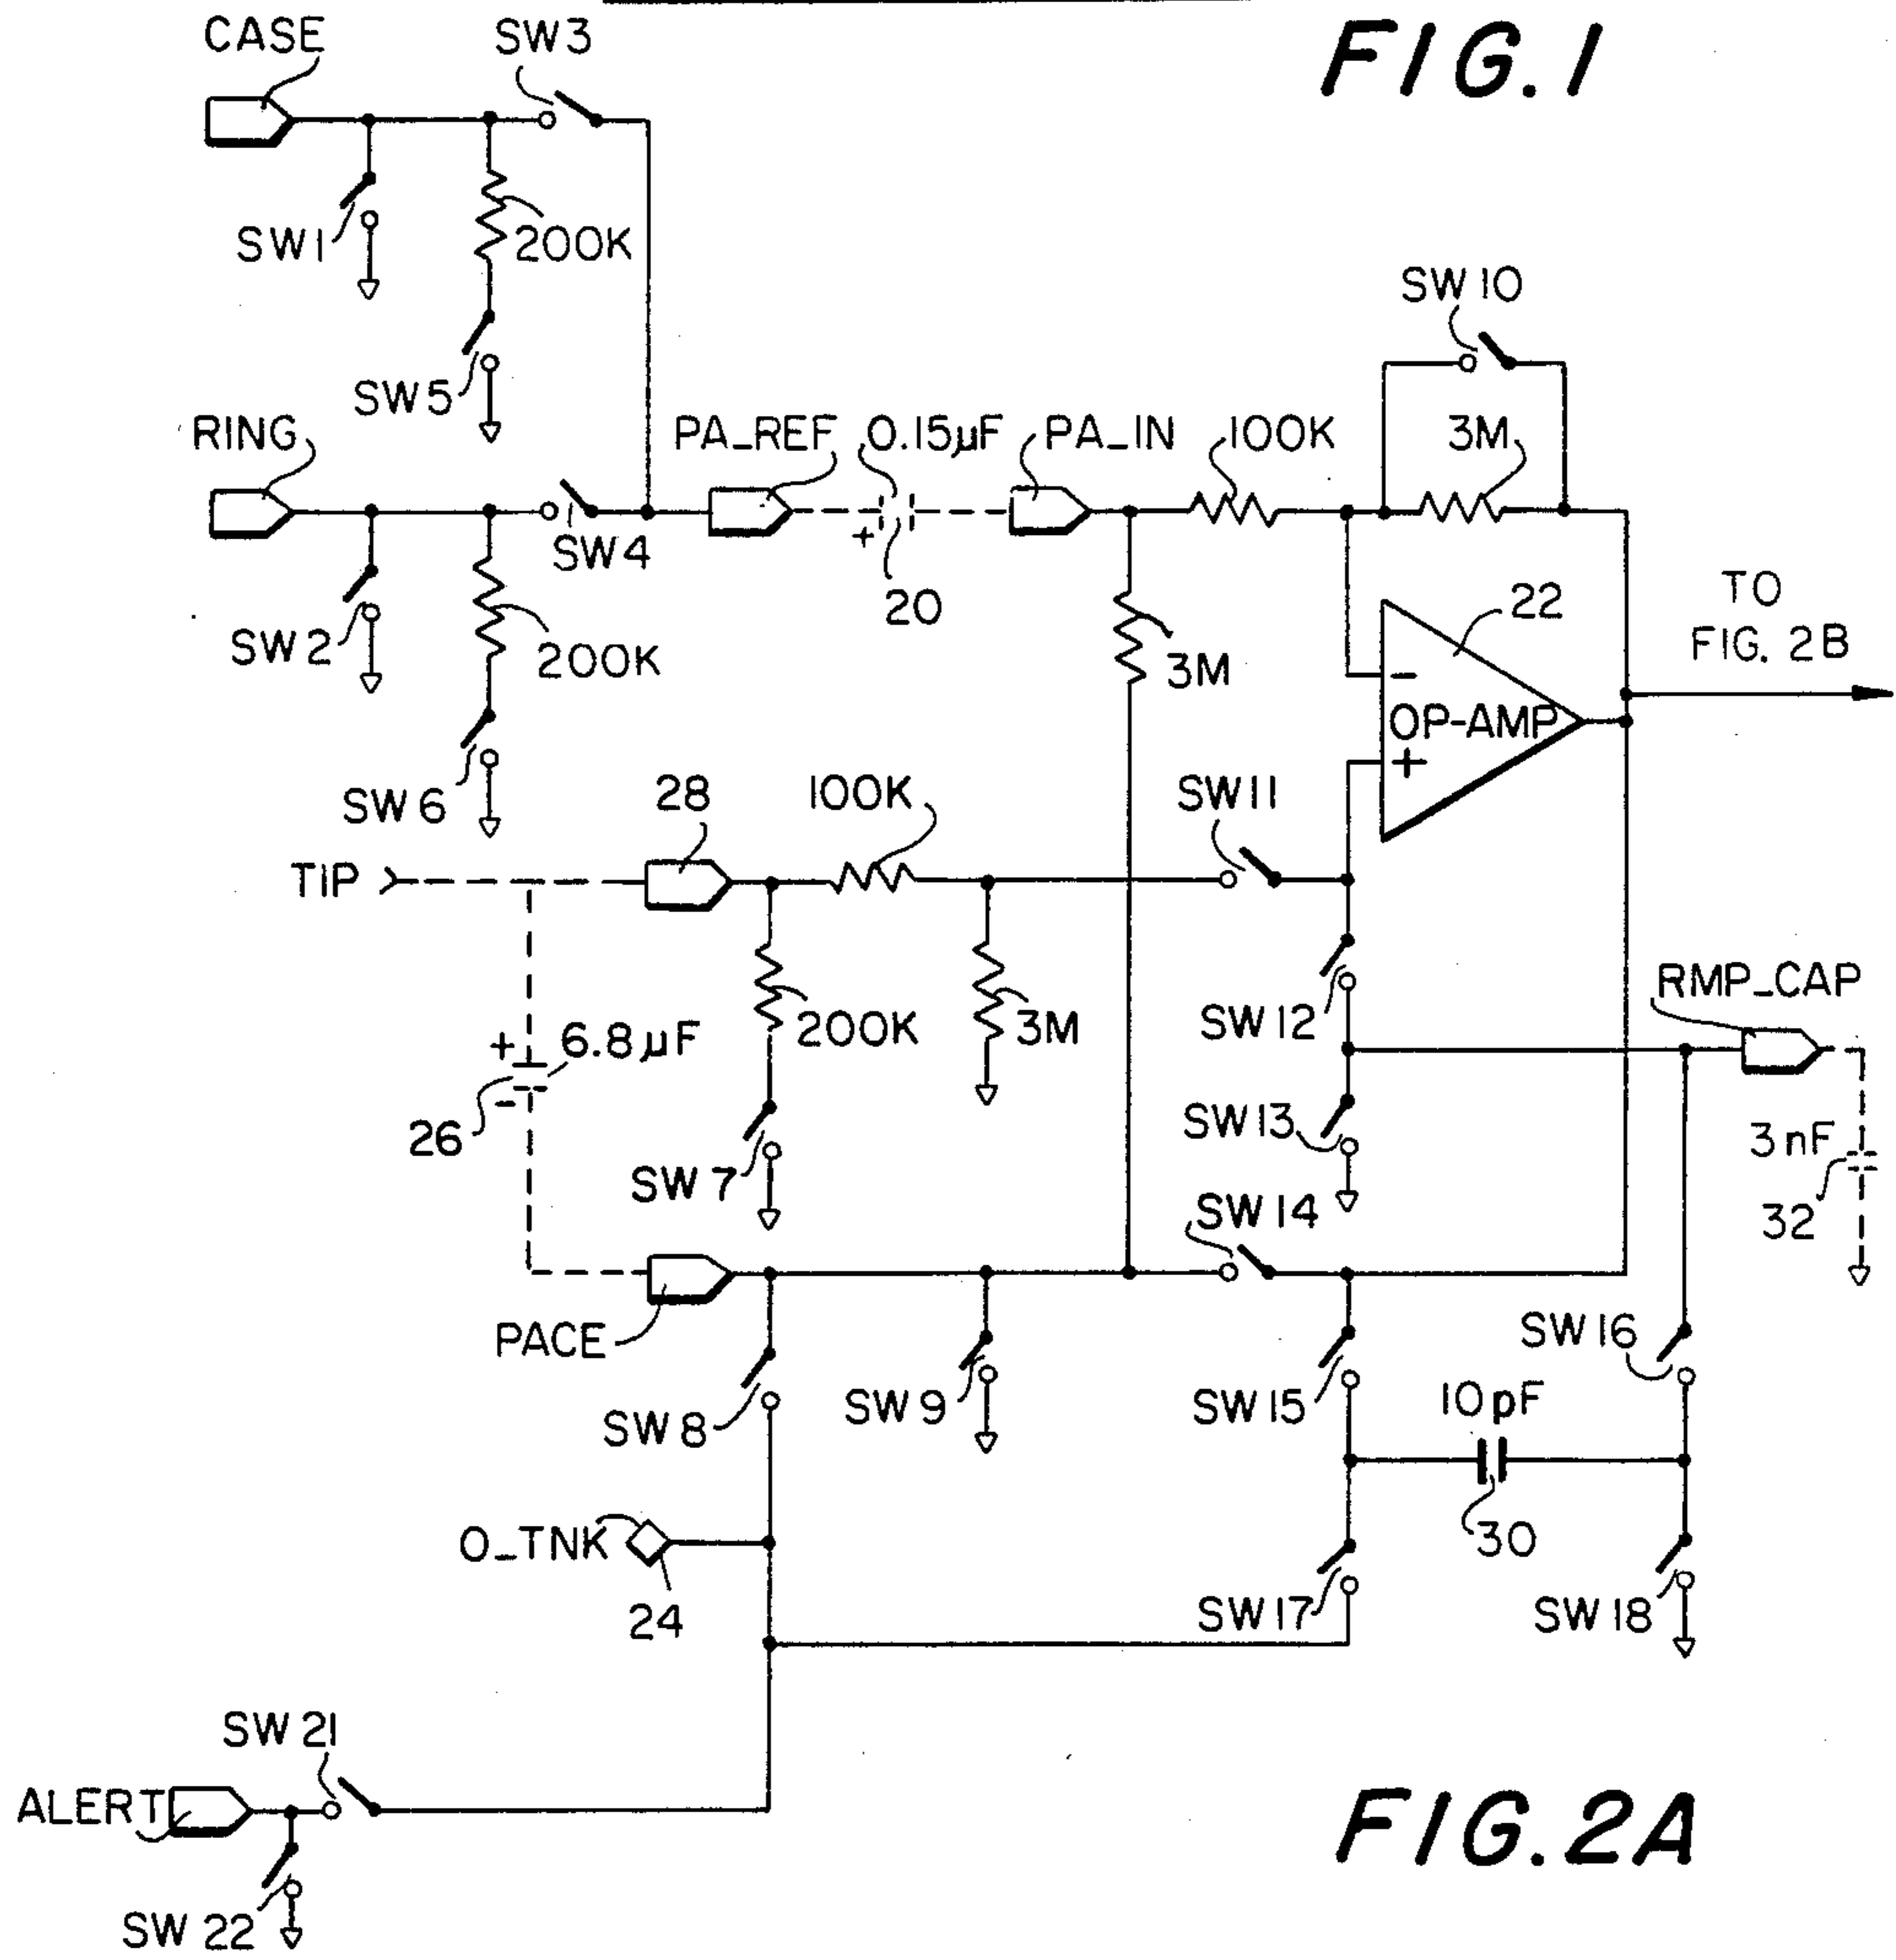 CASE
SW3
FIG.1
SW1
200K
SW10
SW5
RING
PA_REF
0.15µF
PA_IN
100K
3M
SW4
20
22
TO
FIG. 2B
SW2
200K
3M
-
OP-AMP
+
SW6
28
100K
SW11
TIP
RMP_CAP
+
6.8µF
200K
3M
SW12
-
26
SW7
SW13
3nF
32
SW14
PACE
SW16
SW8
SW9
SW15
10pF
O_TNK
24
30
SW17
SW18
SW21
ALERT
SW22
+
FIG.2A